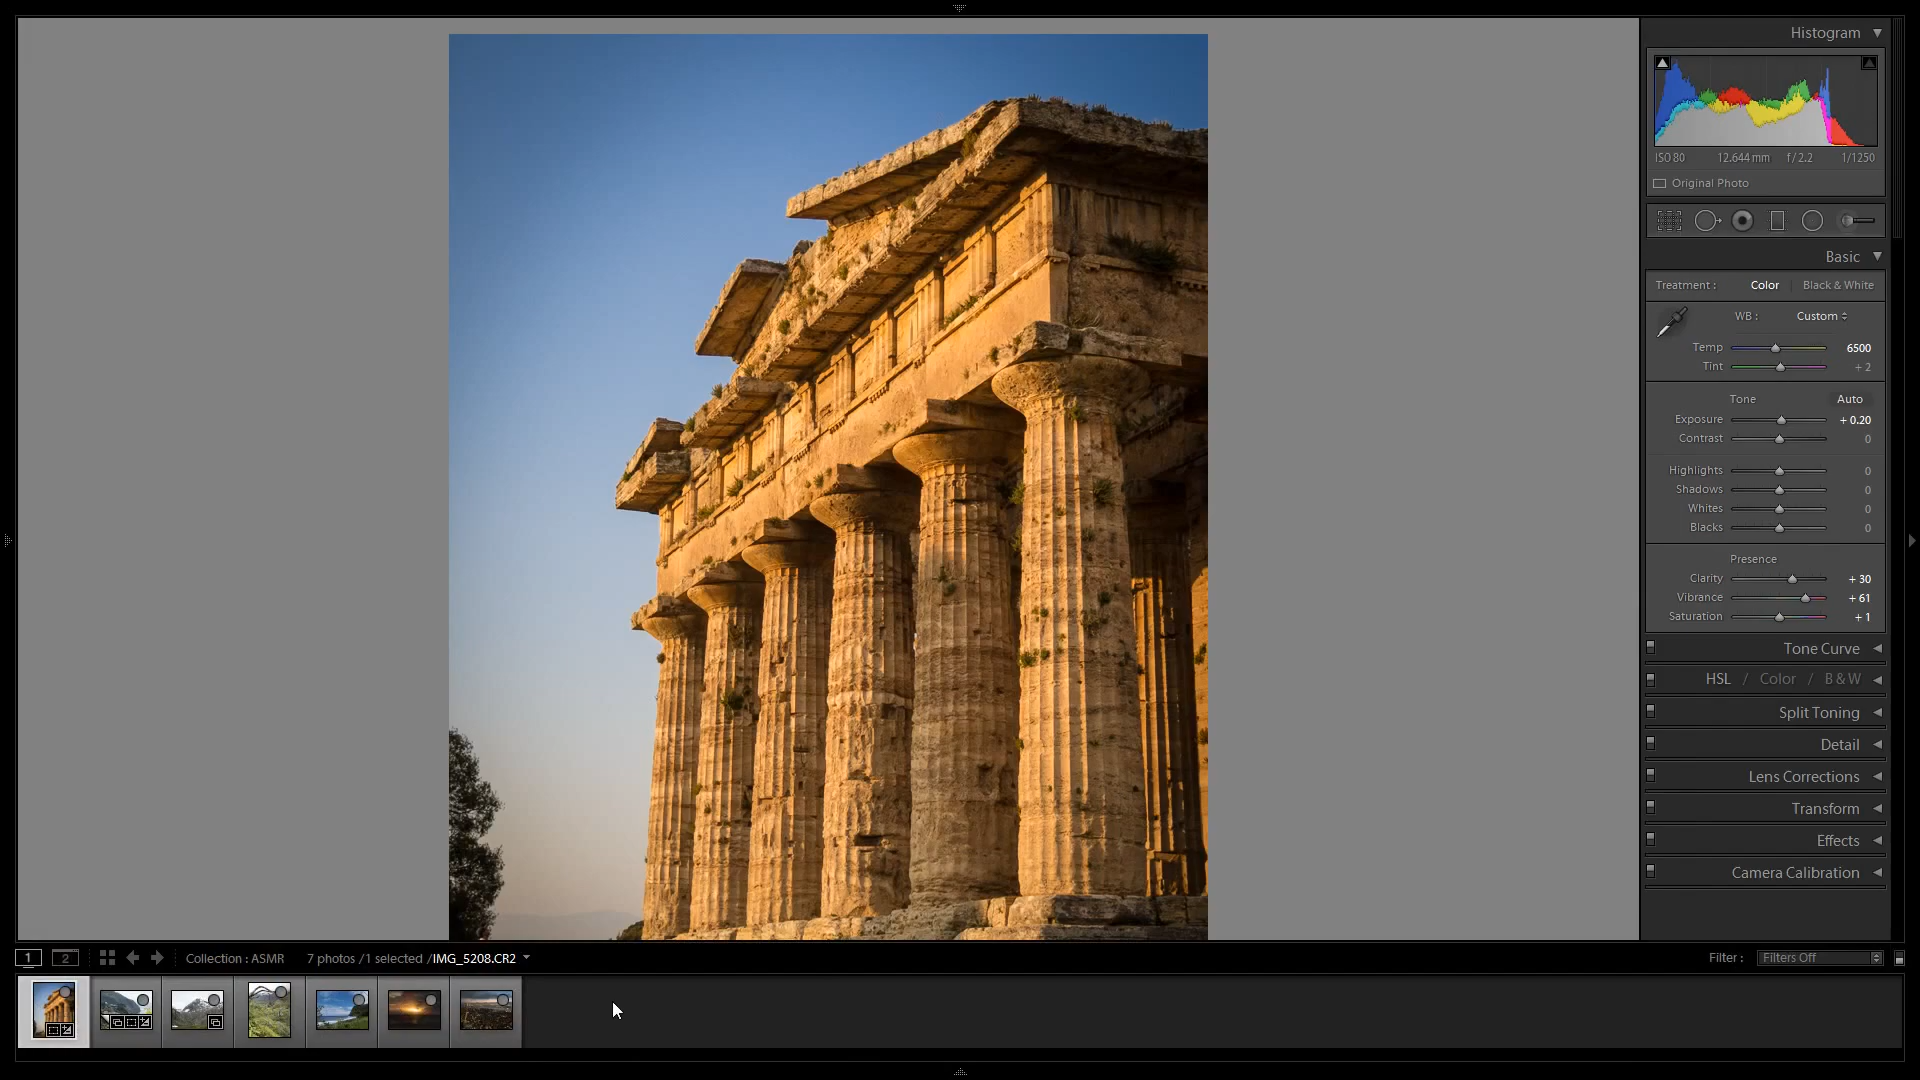 Histogram
ISO 80 12.644 mm f / 2.2 1/1250
Original Photo
Basic
Treatment : Color Black & White
WB : Custom
Temp 6500
Tint + 2
Tone Auto
Exposure + 0.20
Contrast 0
Highlights 0
Shadows 0
Whites 0
Blacks 0
Presence
Clarity + 30
Vibrance + 61
Saturation + 1
Tone Curve
HSL / Color / B & W
Split Toning
Detail
Lens Corrections
Transform
Effects
Camera Calibration
1 2 Collection : ASMR 7 photos / 1 selected / IMG_5208.CR2 Filter : Filters Off